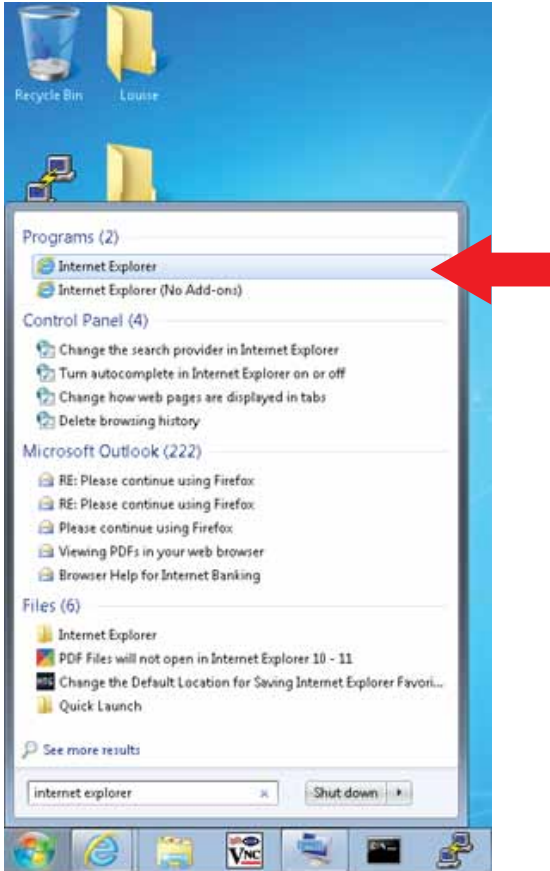 Recycle Bin
Louise
Programs (2)
Internet Explorer
Internet Explorer (No Add-ons)
Control Panel (4)
Change the search provider in Internet Explorer
Turn autocomplete in Internet Explorer on or off
Change how web pages are displayed in tabs
Delete browsing history
Microsoft Outlook (222)
RE: Please continue using Firefox
RE: Please continue using Firefox
Please continue using Firefox
Viewing PDFs in your web browser
Browser Help for Internet Banking
Files (6)
Internet Explorer
PDF Files will not open in Internet Explorer 10 - 11
HTG
Change the Default Location for Saving Internet Explorer Favori...
Quick Launch
See more results
internet explorer
Shut down
VNC